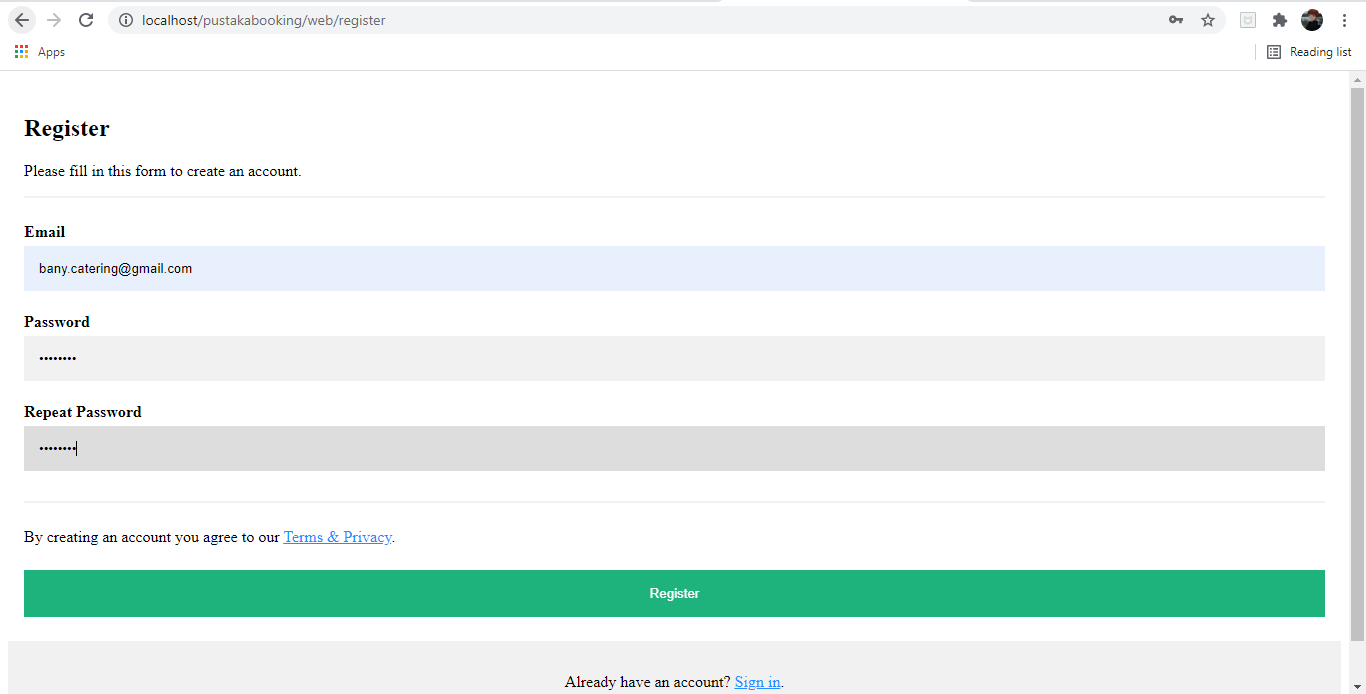 localhost/pustakabooking/web/register
Apps
Reading list
Register
Please fill in this form to create an account.
Email
bany.catering@gmail.com
Password
••••••••
Repeat Password
••••••••
By creating an account you agree to our Terms & Privacy.
Register
Already have an account? Sign in.